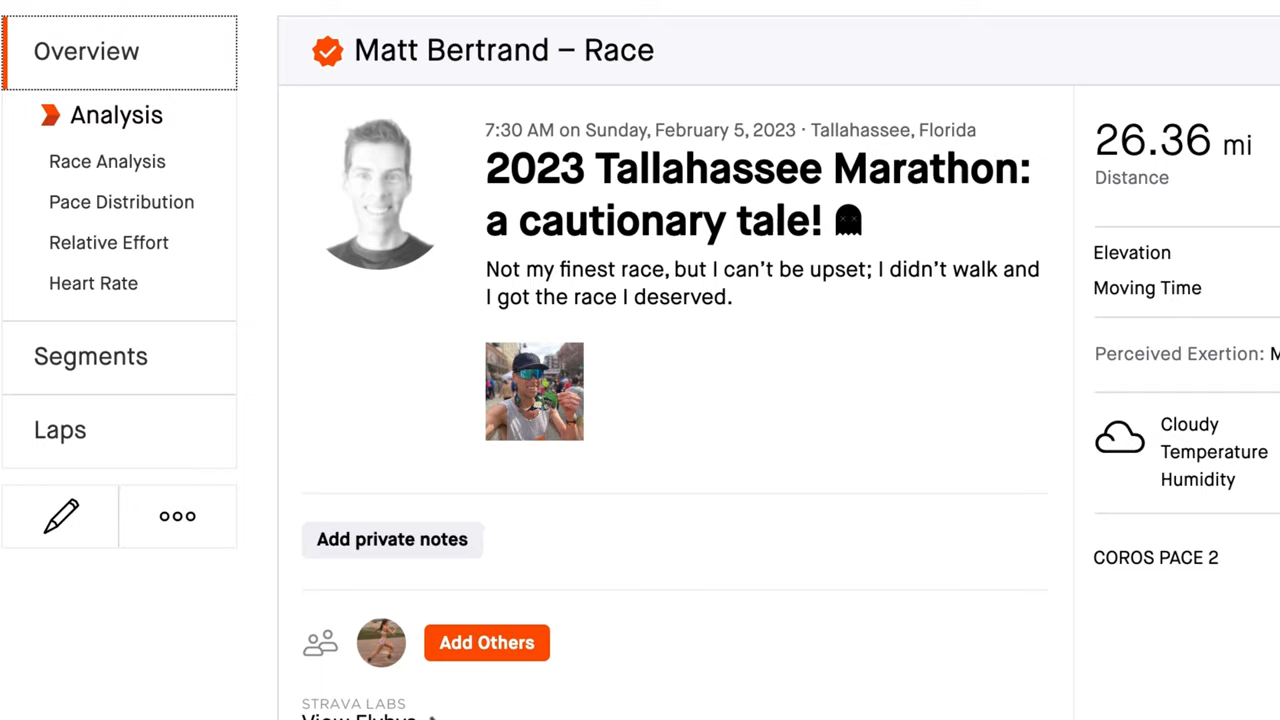 Overview
Analysis
Race Analysis
Pace Distribution
Relative Effort
Heart Rate
Segments
Laps
Matt Bertrand – Race
7:30 AM on Sunday, February 5, 2023 · Tallahassee, Florida
2023 Tallahassee Marathon:
a cautionary tale!
Not my finest race, but I can't be upset; I didn't walk and
I got the race I deserved.
Add private notes
Add Others
STRAVA LABS
View Flybys
26.36 mi
Distance
Elevation
Moving Time
Perceived Exertion: M
Cloudy
Temperature
Humidity
COROS PACE 2